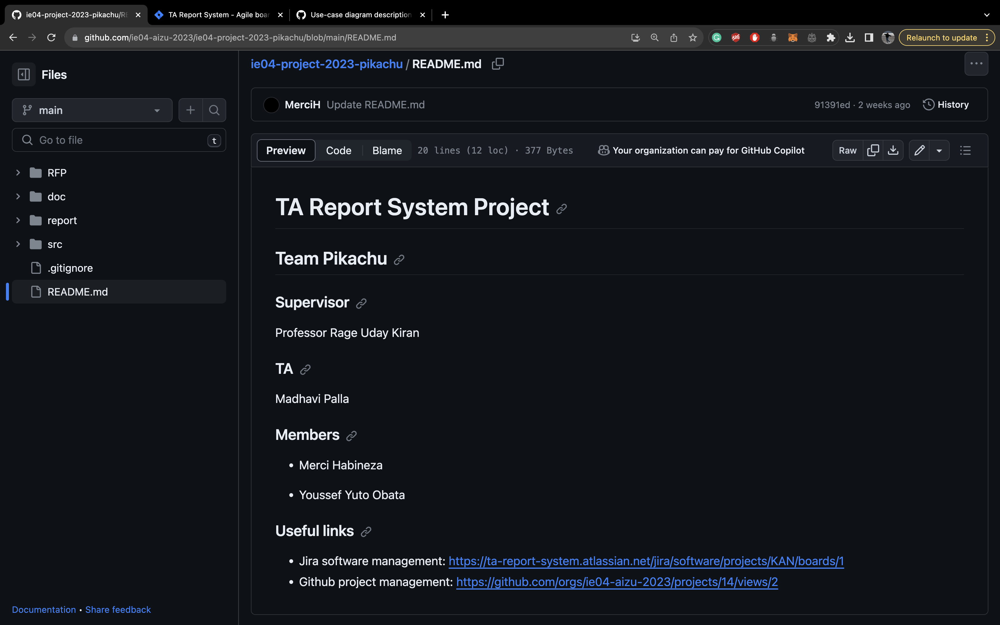 ie04-project-2023-pikachu/RE
TA Report System - Agile boar
Use-case diagram description
github.com/ie04-aizu-2023/ie04-project-2023-pikachu/blob/main/README.md
ABP
Relaunch to update
Files
ie04-project-2023-pikachu / README.md
main
MerciH Update README.md
91391ed · 2 weeks ago
History
Go to file
t
Preview
Code
Blame
20 lines (12 loc) · 377 Bytes
Your organization can pay for GitHub Copilot
Raw
RFP
doc
report
src
.gitignore
README.md
TA Report System Project
Team Pikachu
Supervisor
Professor Rage Uday Kiran
TA
Madhavi Palla
Members
• Merci Habineza
• Youssef Yuto Obata
Useful links
• Jira software management: https://ta-report-system.atlassian.net/jira/software/projects/KAN/boards/1
• Github project management: https://github.com/orgs/ie04-aizu-2023/projects/14/views/2
Documentation • Share feedback